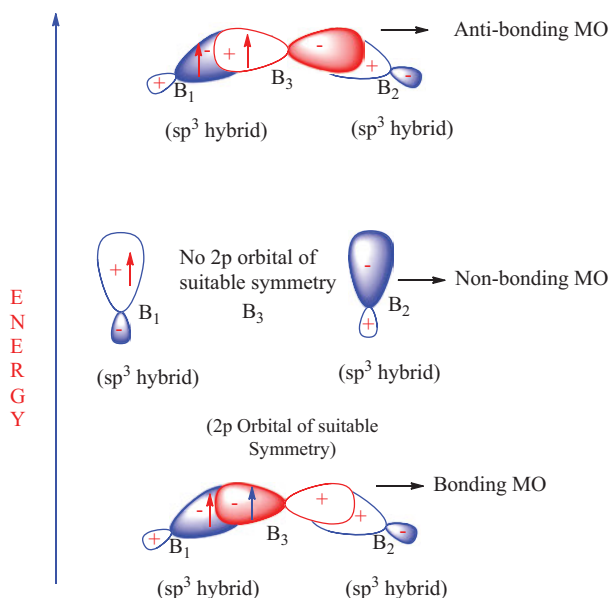 Anti-bonding MO
+ - + - + -
B1 B3 B2
(sp3 hybrid) (sp3 hybrid)
+ No 2p orbital of -
suitable symmetry Non-bonding MO
B1 B3 B2
- +
(sp3 hybrid) (sp3 hybrid)
ENERGY
(2p Orbital of suitable
Symmetry)
Bonding MO
+ - - + + -
B1 B3 B2
(sp3 hybrid) (sp3 hybrid)